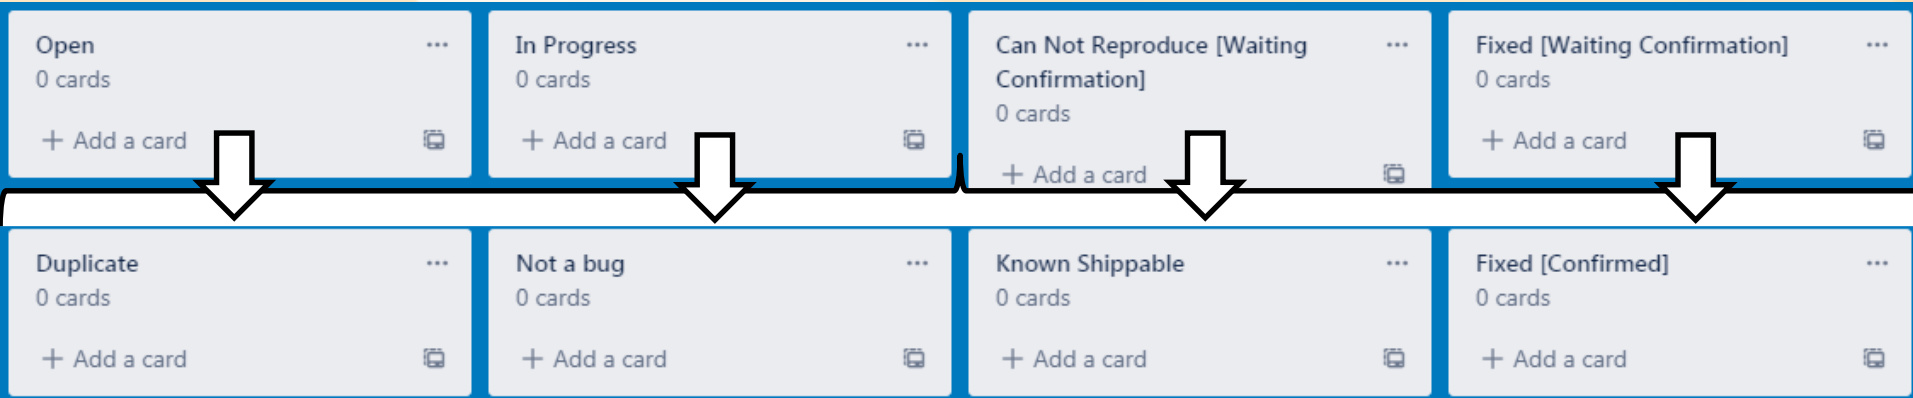 Open
0 cards
+ Add a card
In Progress
0 cards
+ Add a card
Can Not Reproduce [Waiting
Confirmation]
0 cards
+ Add a card
Fixed [Waiting Confirmation]
0 cards
+ Add a card
Duplicate
0 cards
+ Add a card
Not a bug
0 cards
+ Add a card
Known Shippable
0 cards
+ Add a card
Fixed [Confirmed]
0 cards
+ Add a card